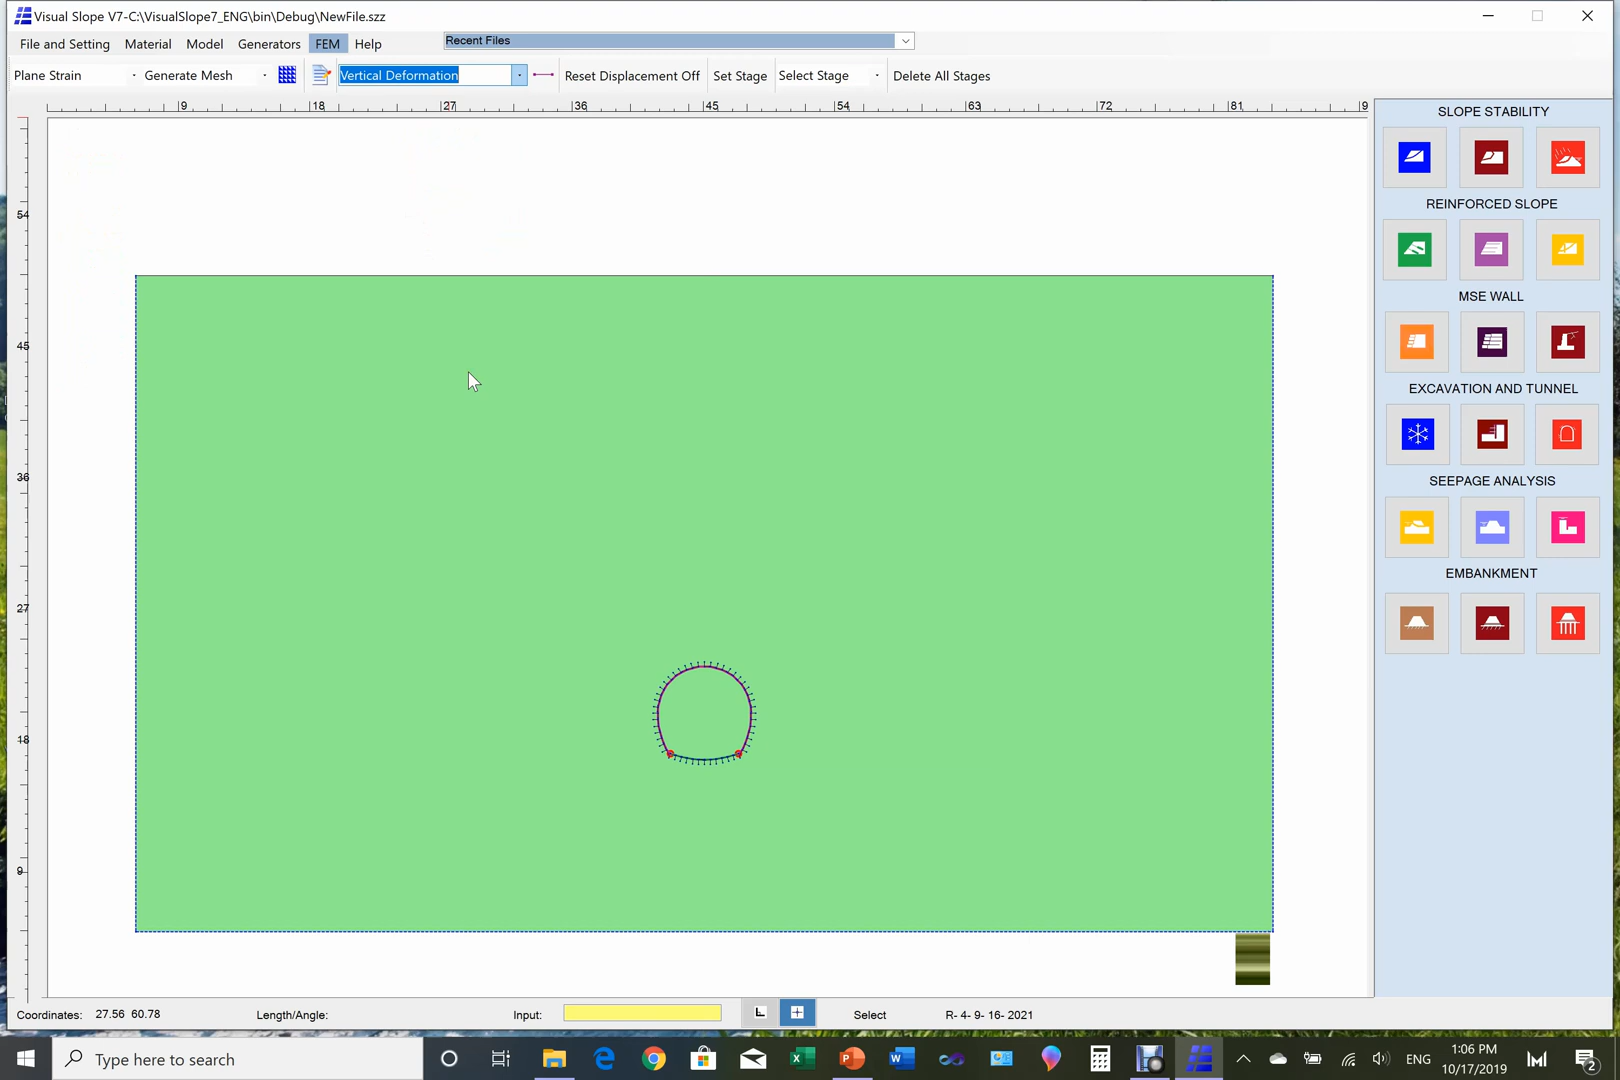 Visual Slope V7-C:\VisualSlope7_ENG\bin\Debug\NewFile.szz
File and Setting Material Model Generators FEM Help Recent Files
Plane Strain Generate Mesh Vertical Deformation Reset Displacement Off Set Stage Select Stage Delete All Stages
9 18 27 36 45 54 63 72 81 9
SLOPE STABILITY
REINFORCED SLOPE
54
MSE WALL
45
EXCAVATION AND TUNNEL
36
SEEPAGE ANALYSIS
EMBANKMENT
27
18
9
Coordinates: 27.56 60.78 Length/Angle: Input: Select R- 4- 9- 16- 2021
Type here to search ENG 1:06 PM
10/17/2019
2